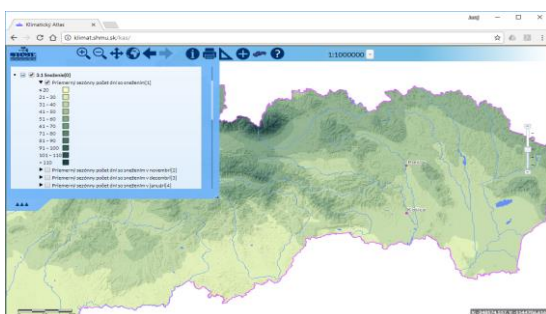 Klimatický Atlas
klimat.shmu.sk/kas/
1:1000000
3.1 Sneženie[0]
Priemerný sezónny počet dní so snežením[1]
< 20
21 - 30
31 - 40
41 - 50
51 - 60
61 - 70
71 - 80
81 - 90
91 - 100
101 - 110
> 110
Priemerný sezónny počet dní so snežením v novembri[2]
Priemerný sezónny počet dní so snežením v decembri[3]
Priemerný sezónny počet dní so snežením v januári[4]